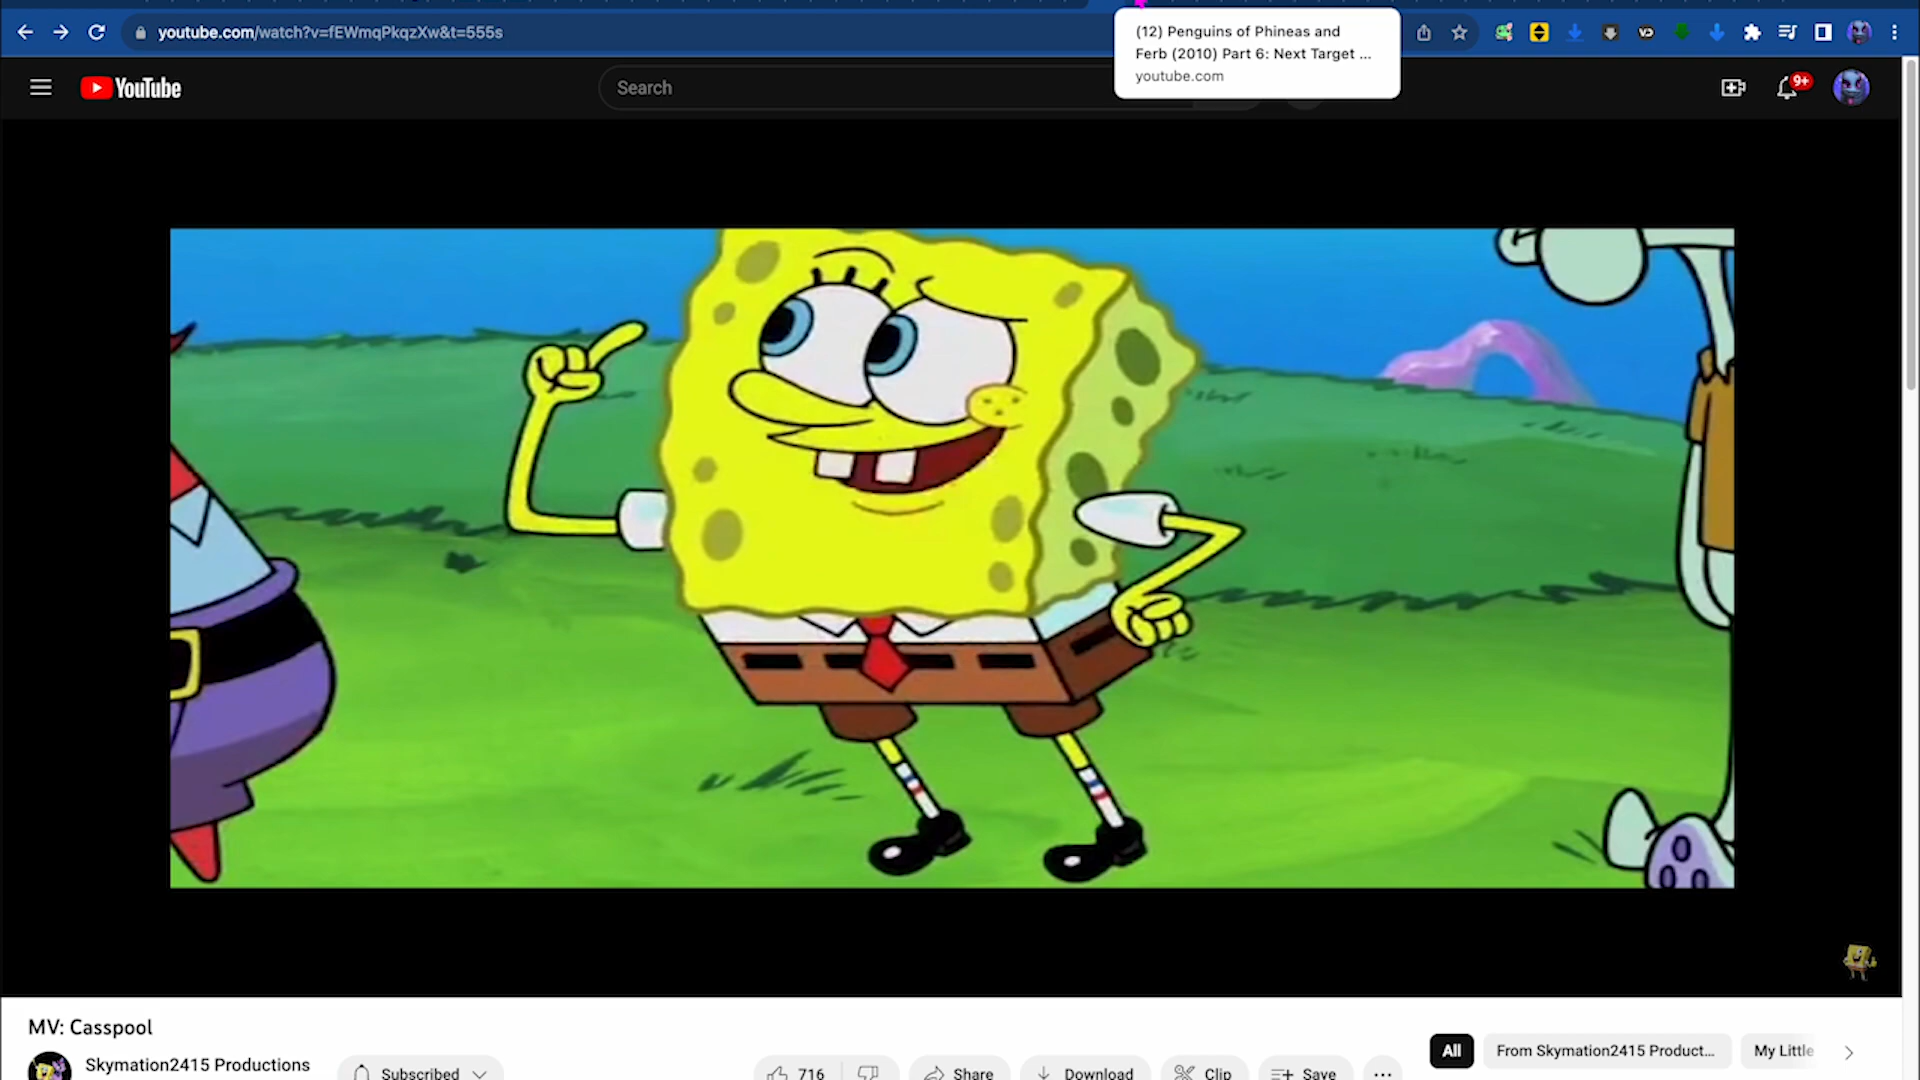 youtube.com/watch?v=fEWmqPkqzXw&t=555s
(12) Penguins of Phineas and
Ferb (2010) Part 6: Next Target ...
youtube.com
YouTube
Search
9+
MV: Casspool
Skymation2415 Productions
Subscribed
716
Share
Download
Clip
Save
...
All
From Skymation2415 Product...
My Little